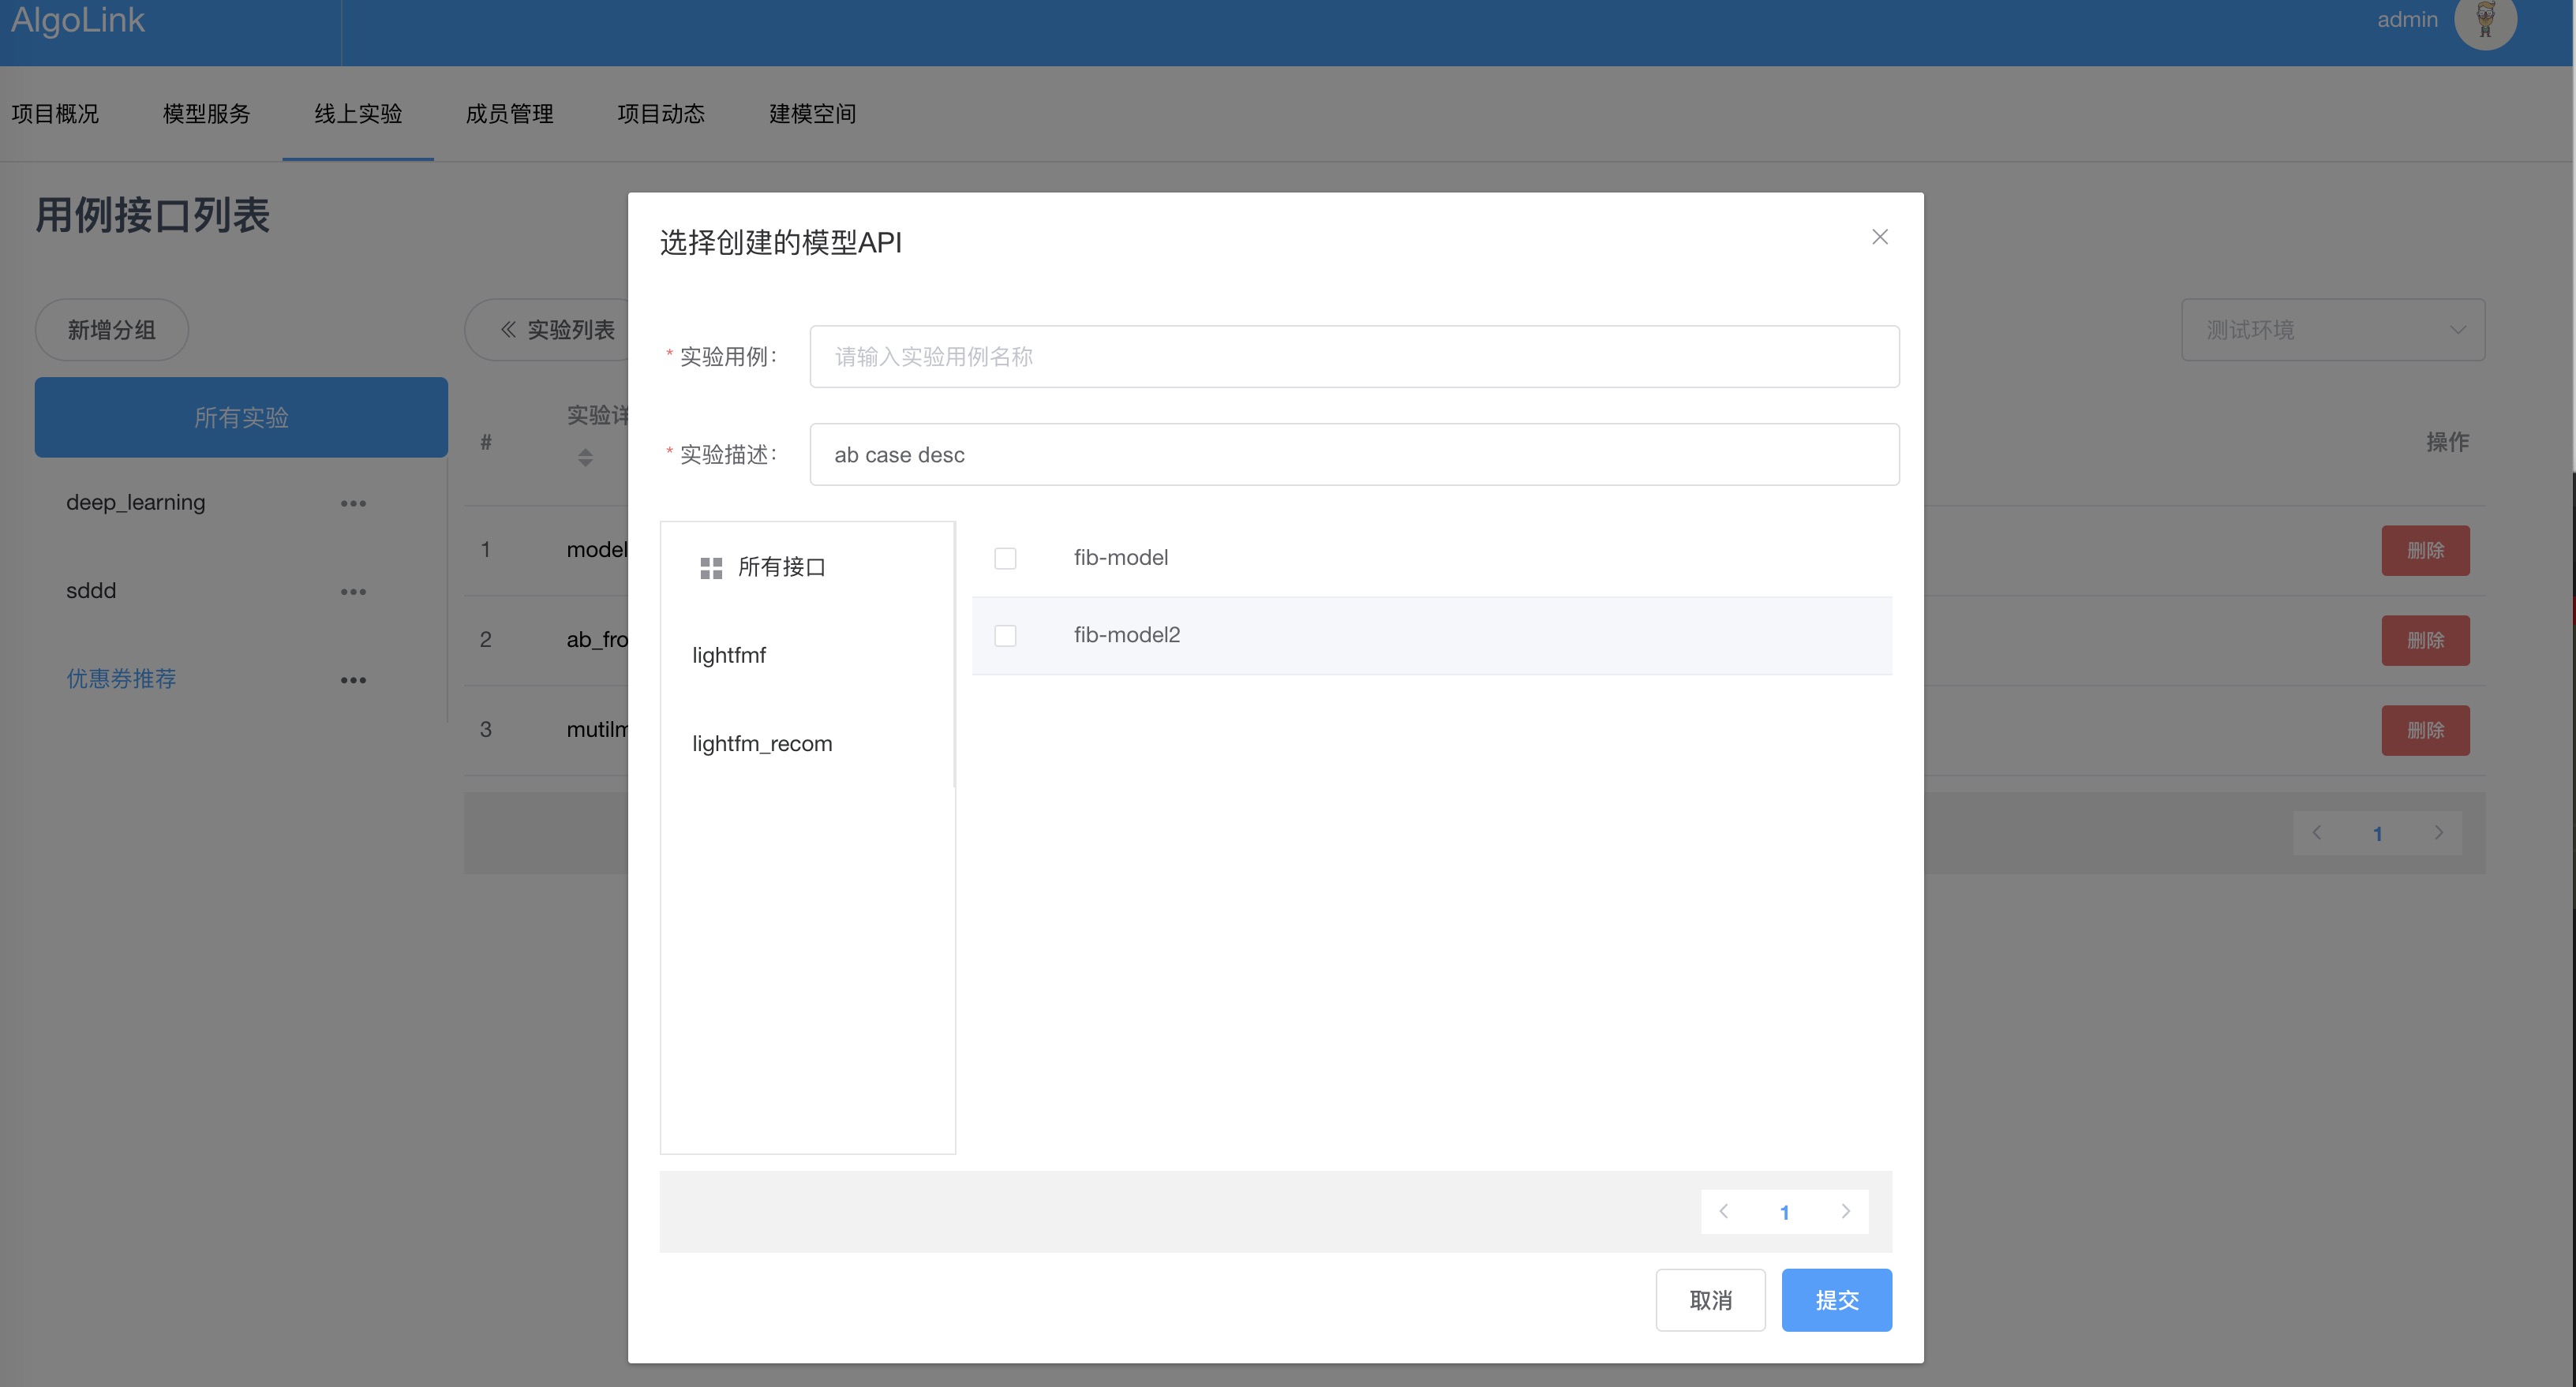 AlgoLink
admin
项目概况 模型服务 线上实验 成员管理 项目动态 建模空间
用例接口列表
新增分组
所有实验
deep_learning
sddd
优惠券推荐
实验列表
测试环境
# 实验详 操作
1 model 删除
2 ab_fro 删除
3 mutilm 删除
1
选择创建的模型API
* 实验用例: 请输入实验用例名称
* 实验描述: ab case desc
所有接口
lightfmf
lightfm_recom
fib-model
fib-model2
1
取消 提交